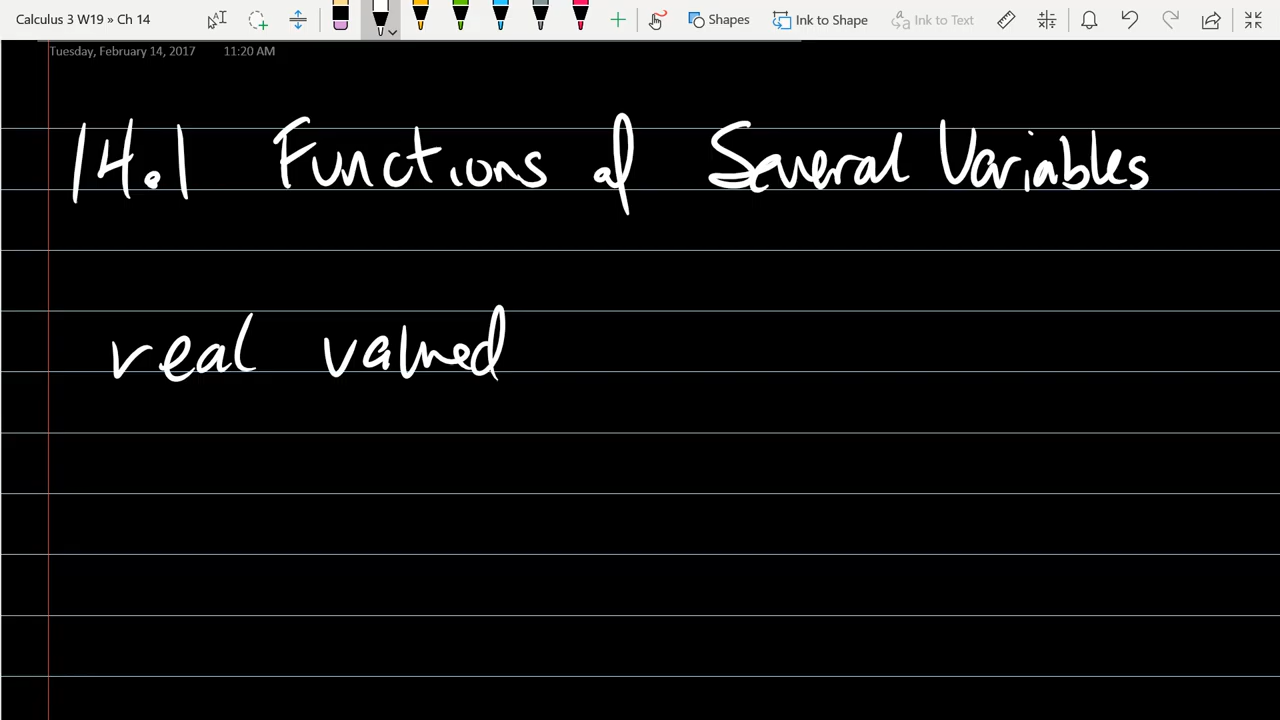 Calculus 3 W19 » Ch 14
Shapes
Ink to Shape
Ink to Text
Tuesday, February 14, 2017 11:20 AM
14.1 Functions of Several Variables
real valued